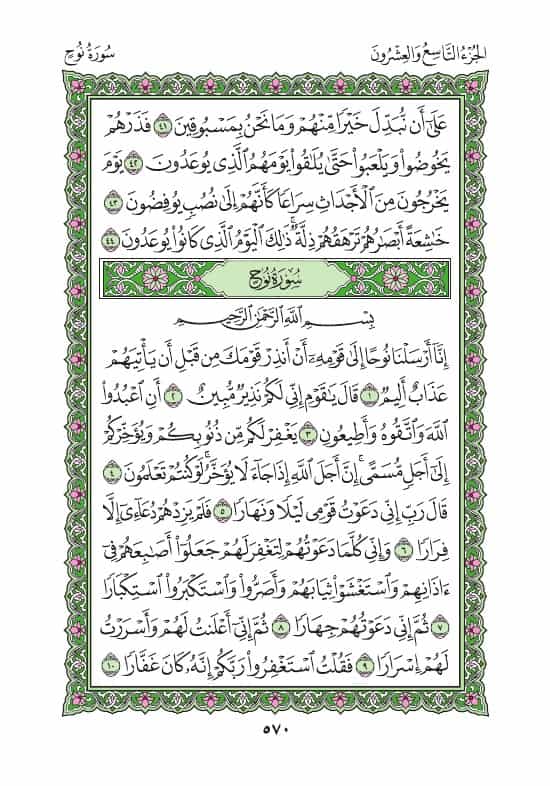 الجُزْءُ التَّاسِعُ وَالعِشْرُونَ
سُورَةُ نُوحٍ
عَلَىٰٓ أَن نُّبَدِّلَ خَيۡرٗا مِّنۡهُمۡ وَمَا نَحۡنُ بِمَسۡبُوقِينَ ٤١ فَذَرۡهُمۡ
يَخُوضُواْ وَيَلۡعَبُواْ حَتَّىٰ يُلَٰقُواْ يَوۡمَهُمُ ٱلَّذِي يُوعَدُونَ ٤٢ يَوۡمَ
يَخۡرُجُونَ مِنَ ٱلۡأَجۡدَاثِ سِرَاعٗا كَأَنَّهُمۡ إِلَىٰ نُصُبٖ يُوفِضُونَ ٤٣
خَٰشِعَةً أَبۡصَٰرُهُمۡ تَرۡهَقُهُمۡ ذِلَّةٞۚ ذَٰلِكَ ٱلۡيَوۡمُ ٱلَّذِي كَانُواْ يُوعَدُونَ ٤٤
سُورَةُ نُوحٍ
بِسۡمِ ٱللَّهِ ٱلرَّحۡمَٰنِ ٱلرَّحِيمِ
إِنَّآ أَرۡسَلۡنَا نُوحًا إِلَىٰ قَوۡمِهِۦٓ أَنۡ أَنذِرۡ قَوۡمَكَ مِن قَبۡلِ أَن يَأۡتِيَهُمۡ
عَذَابٌ أَلِيمٞ ١ قَالَ يَٰقَوۡمِ إِنِّي لَكُمۡ نَذِيرٞ مُّبِينٌ ٢ أَنِ ٱعۡبُدُواْ
ٱللَّهَ وَٱتَّقُوهُ وَأَطِيعُونِ ٣ يَغۡفِرۡ لَكُم مِّن ذُنُوبِكُمۡ وَيُؤَخِّرۡكُمۡ
إِلَىٰٓ أَجَلٖ مُّسَمًّىۚ إِنَّ أَجَلَ ٱللَّهِ إِذَا جَآءَ لَا يُؤَخَّرُۚ لَوۡ كُنتُمۡ تَعۡلَمُونَ ٤
قَالَ رَبِّ إِنِّي دَعَوۡتُ قَوۡمِي لَيۡلٗا وَنَهَارٗا ٥ فَلَمۡ يَزِدۡهُمۡ دُعَآءِيٓ إِلَّا
فِرَارٗا ٦ وَإِنِّي كُلَّمَا دَعَوۡتُهُمۡ لِتَغۡفِرَ لَهُمۡ جَعَلُوٓاْ أَصَٰبِعَهُمۡ فِيٓ
ءَاذَانِهِمۡ وَٱسۡتَغۡشَوۡاْ ثِيَابَهُمۡ وَأَصَرُّواْ وَٱسۡتَكۡبَرُواْ ٱسۡتِكۡبَارٗا
٧ ثُمَّ إِنِّي دَعَوۡتُهُمۡ جِهَارٗا ٨ ثُمَّ إِنِّيٓ أَعۡلَنتُ لَهُمۡ وَأَسۡرَرۡتُ
لَهُمۡ إِسۡرَارٗا ٩ فَقُلۡتُ ٱسۡتَغۡفِرُواْ رَبَّكُمۡ إِنَّهُۥ كَانَ غَفَّارٗا ١٠
٥٧٠